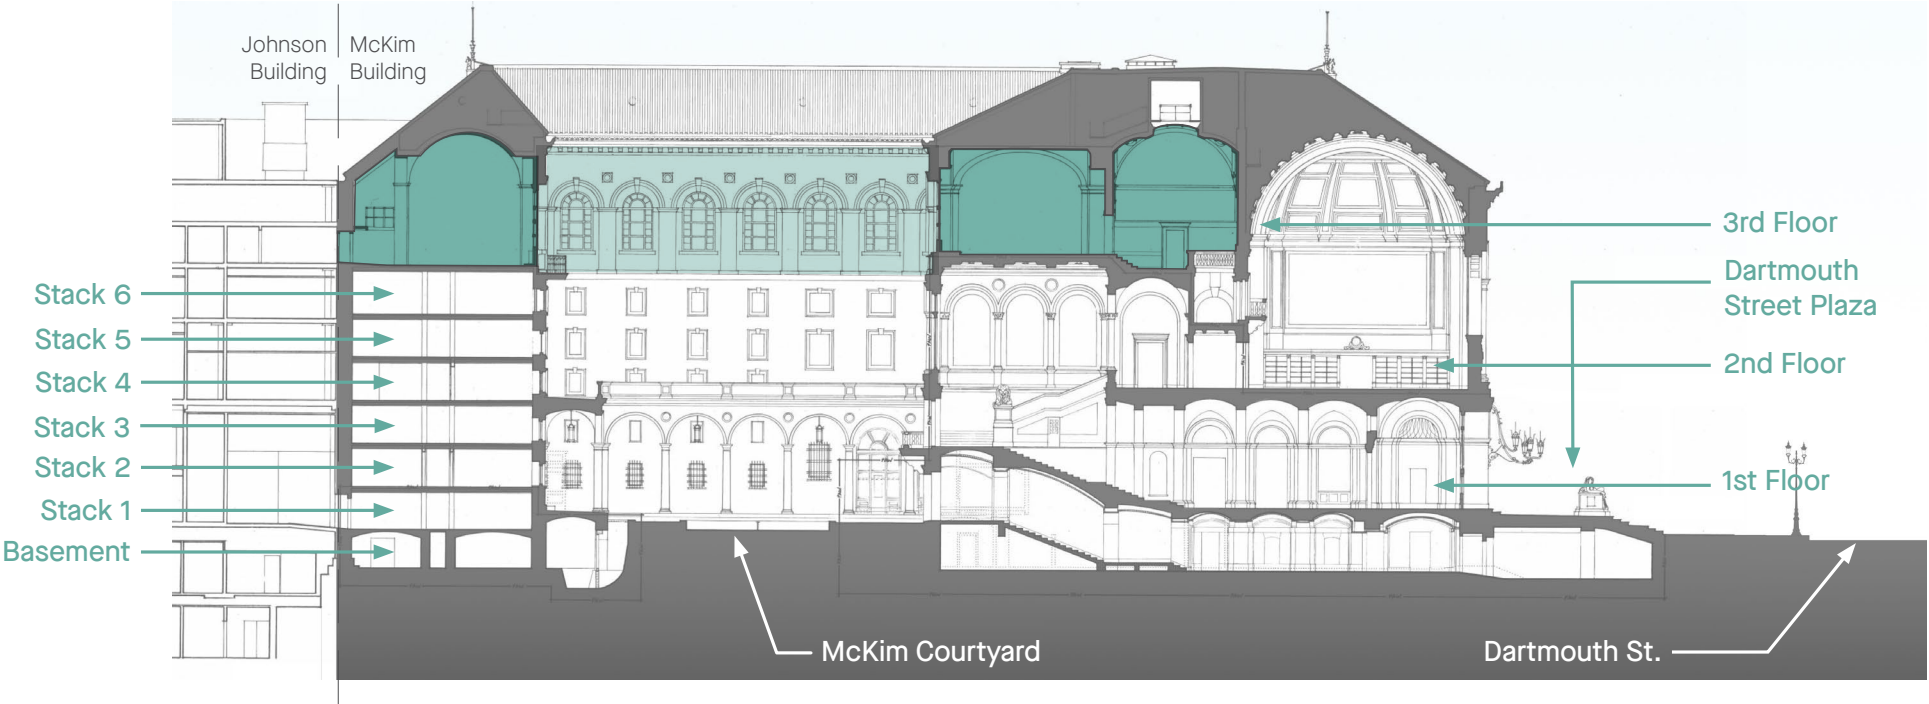 Johnson
Building
McKim
Building
Stack 6
Stack 5
Stack 4
Stack 3
Stack 2
Stack 1
Basement
3rd Floor
Dartmouth
Street Plaza
2nd Floor
1st Floor
McKim Courtyard
Dartmouth St.